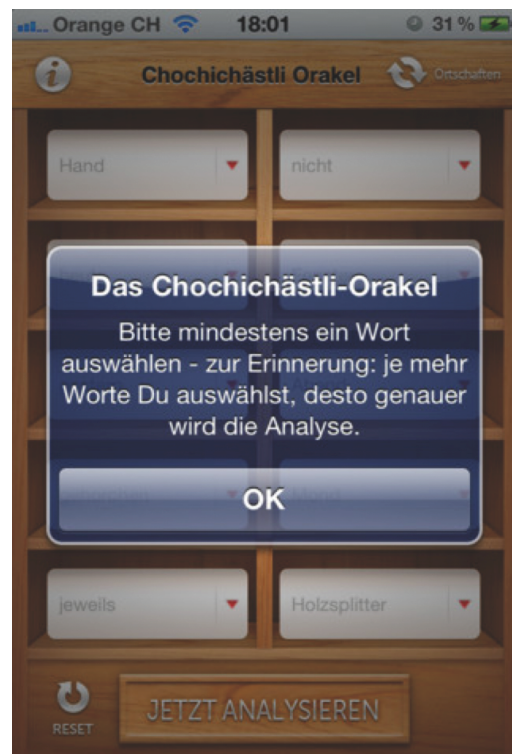 Orange CH 18:01 31 %
Chochichästli Orakel Ortschaften
Hand nicht
Das Chochichästli-Orakel
Bitte mindestens ein Wort
auswählen - zur Erinnerung: je mehr
Worte Du auswählst, desto genauer
wird die Analyse.
OK
jeweils Holzsplitter
RESET JETZT ANALYSIEREN